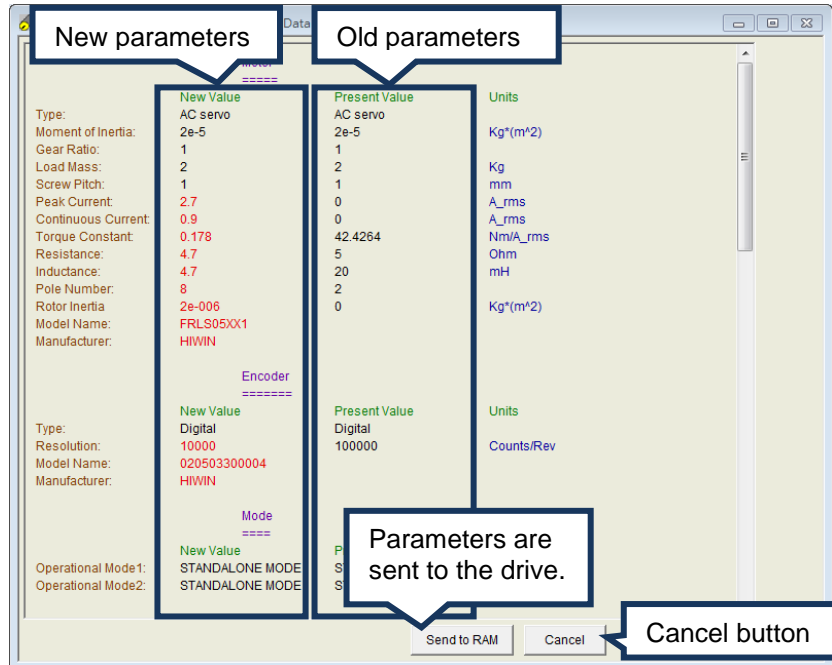 New parameters
Old parameters
Data
=====
New Value Present Value Units
Type: AC servo AC servo
Moment of Inertia: 2e-5 2e-5 Kg*(m^2)
Gear Ratio: 1 1
Load Mass: 2 2 Kg
Screw Pitch: 1 1 mm
Peak Current: 2.7 0 A_rms
Continuous Current: 0.9 0 A_rms
Torque Constant: 0.178 42.4264 Nm/A_rms
Resistance: 4.7 5 Ohm
Inductance: 4.7 20 mH
Pole Number: 8 2
Rotor Inertia 2e-006 0 Kg*(m^2)
Model Name: FRLS05XX1
Manufacturer: HIWIN
Encoder
=======
New Value Present Value Units
Type: Digital Digital
Resolution: 10000 100000 Counts/Rev
Model Name: 020503300004
Manufacturer: HIWIN
Mode
====
New Value
Operational Mode1: STANDALONE MODE
Operational Mode2: STANDALONE MODE
Parameters are
sent to the drive.
Send to RAM Cancel
Cancel button